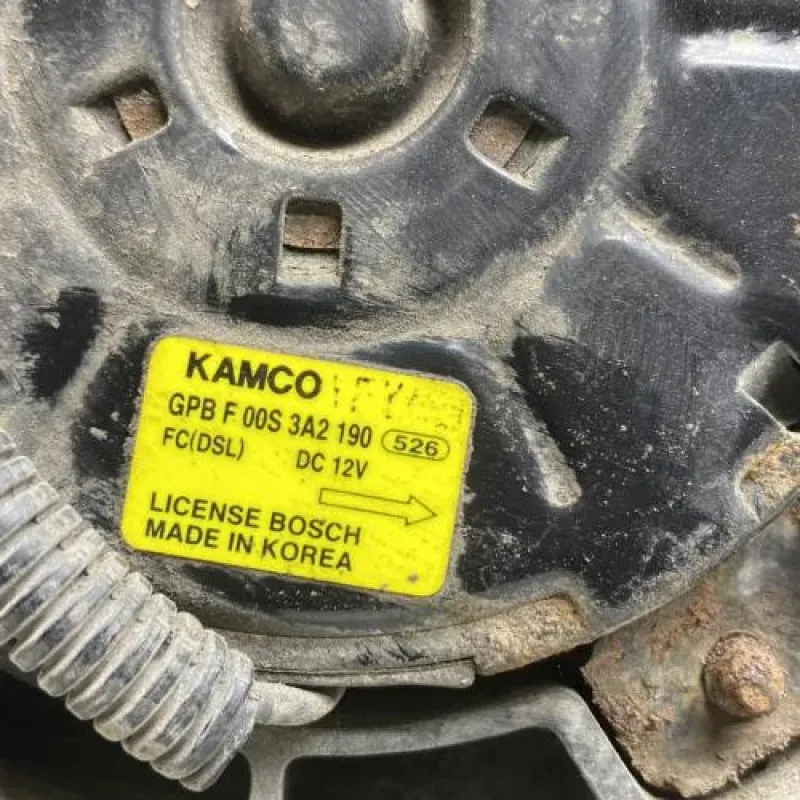 KAMCO
GPB F 00S 3A2 190 526
FC(DSL) DC 12V
LICENSE BOSCH
MADE IN KOREA